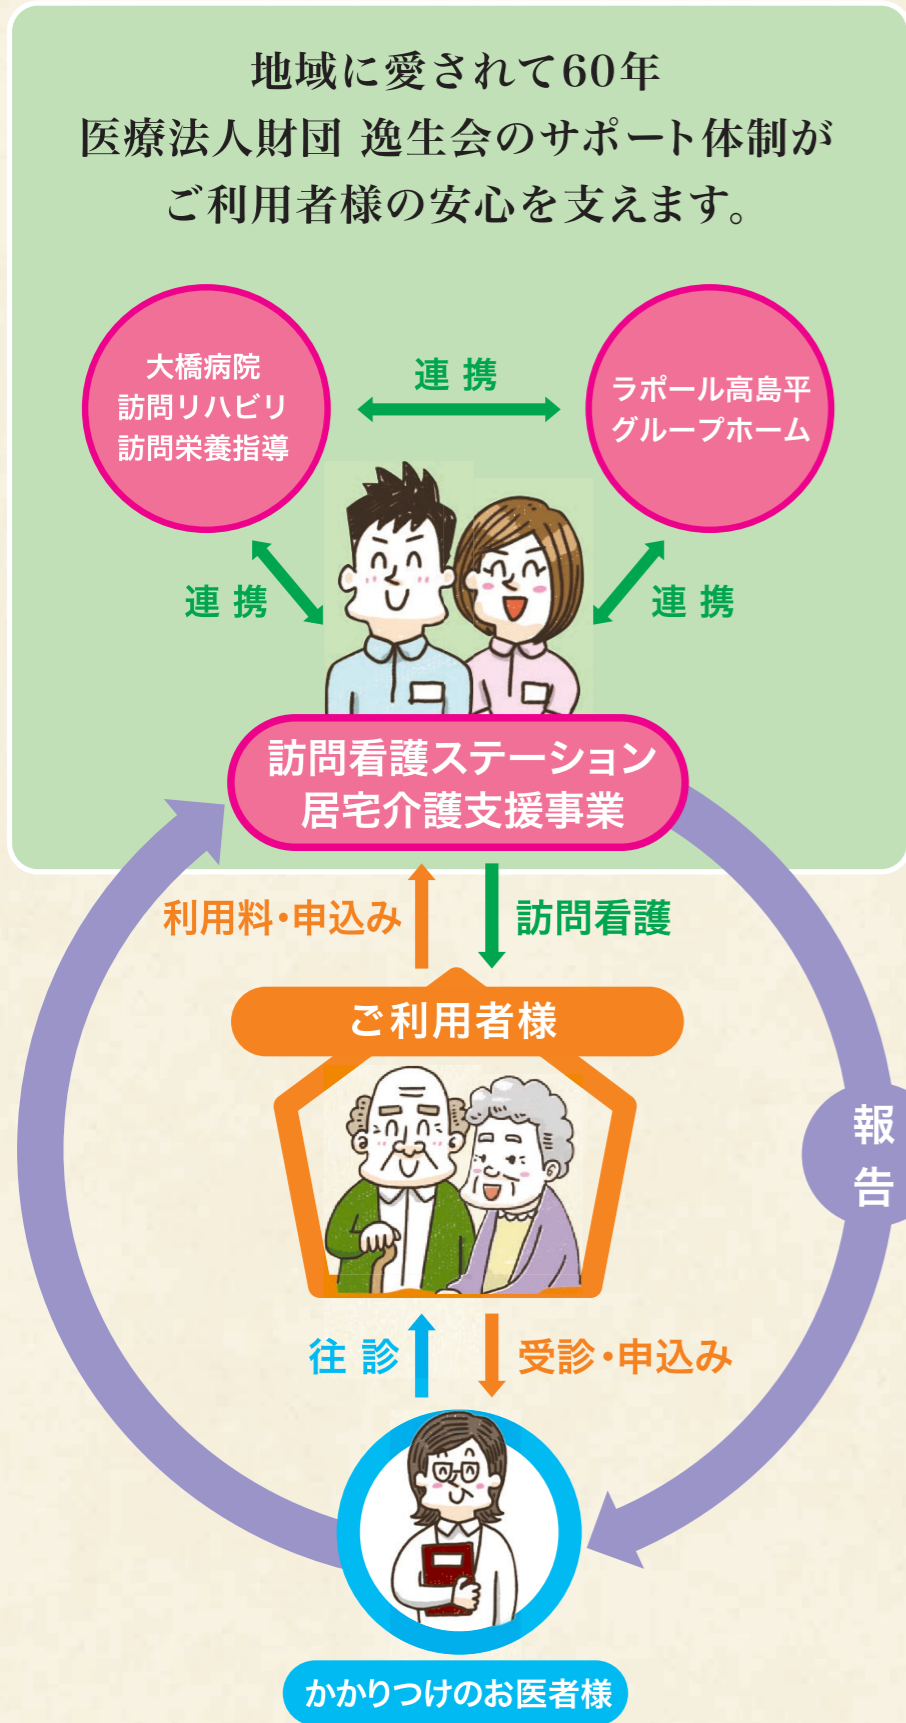 地域に愛されて60年
医療法人財団 逸生会のサポート体制が
ご利用者様の安心を支えます。
大橋病院
訪問リハビリ
訪問栄養指導
連携
ラポール高島平
グループホーム
連携
連携
訪問看護ステーション
居宅介護支援事業
利用料・申込み
訪問看護
ご利用者様
報
告
往診
受診・申込み
かかりつけのお医者様